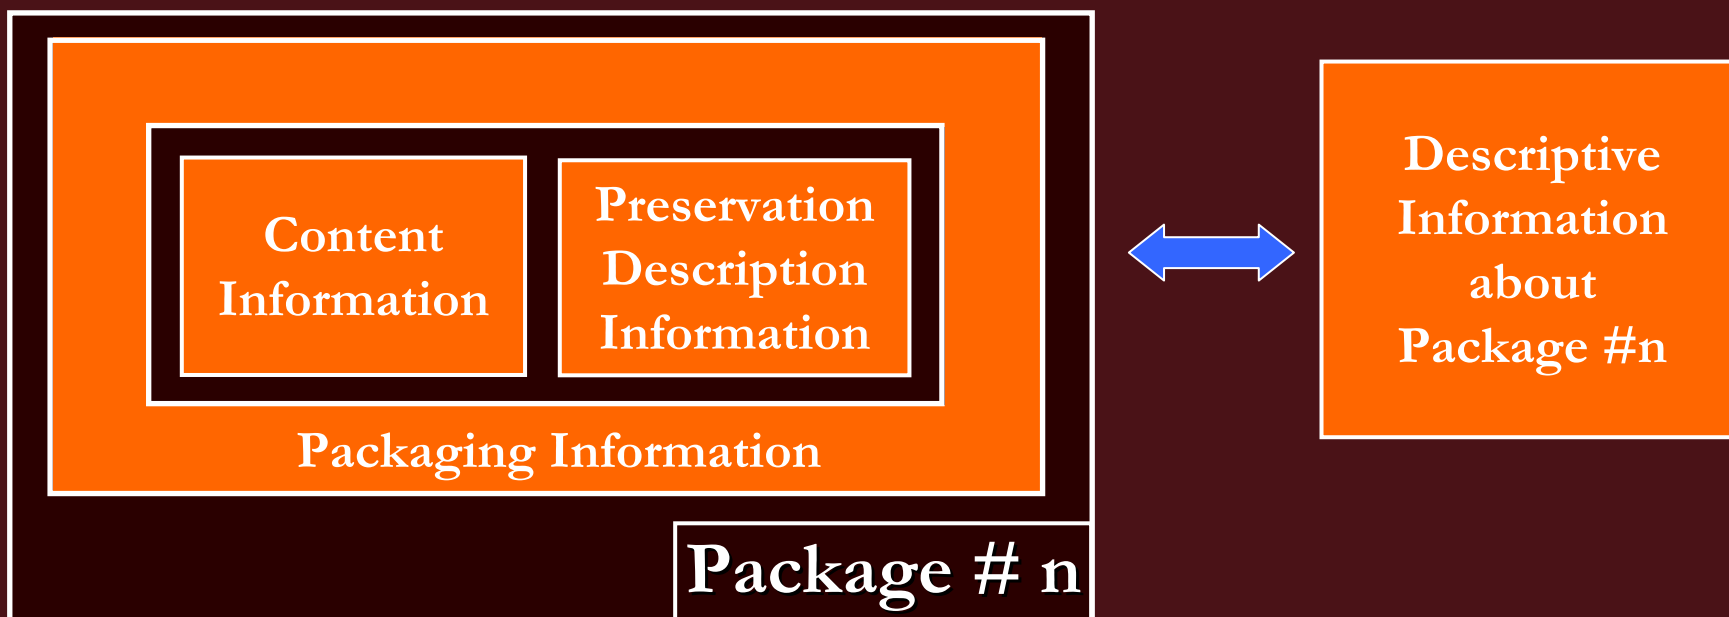 Content
Information
Preservation
Description
Information
Packaging Information
Package # n
Descriptive
Information
about
Package #n